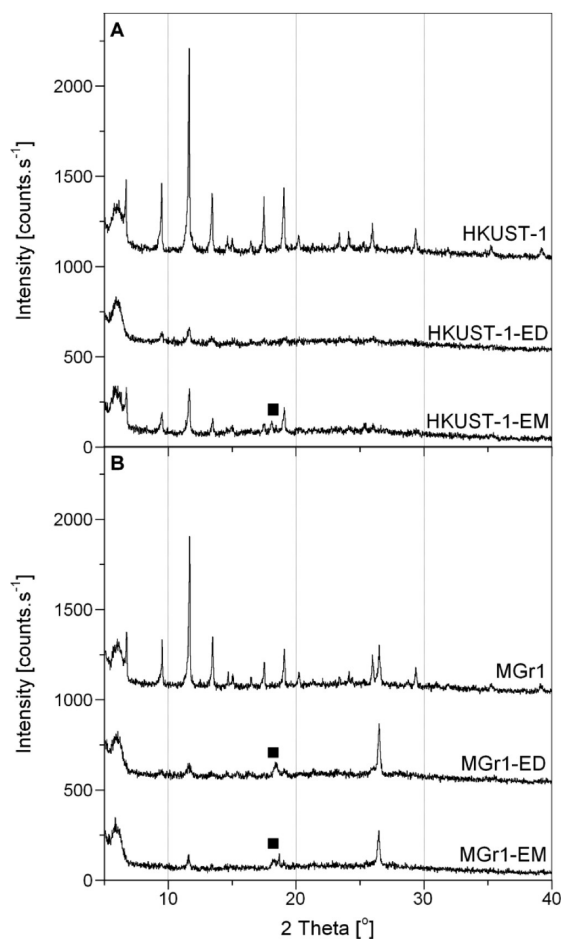 A
2000
1500
1000
500
0
Intensity [counts.s⁻¹]
HKUST-1
HKUST-1-ED
HKUST-1-EM
B
2000
1500
1000
500
0
Intensity [counts.s⁻¹]
MGr1
MGr1-ED
MGr1-EM
10 20 30 40
2 Theta [°]